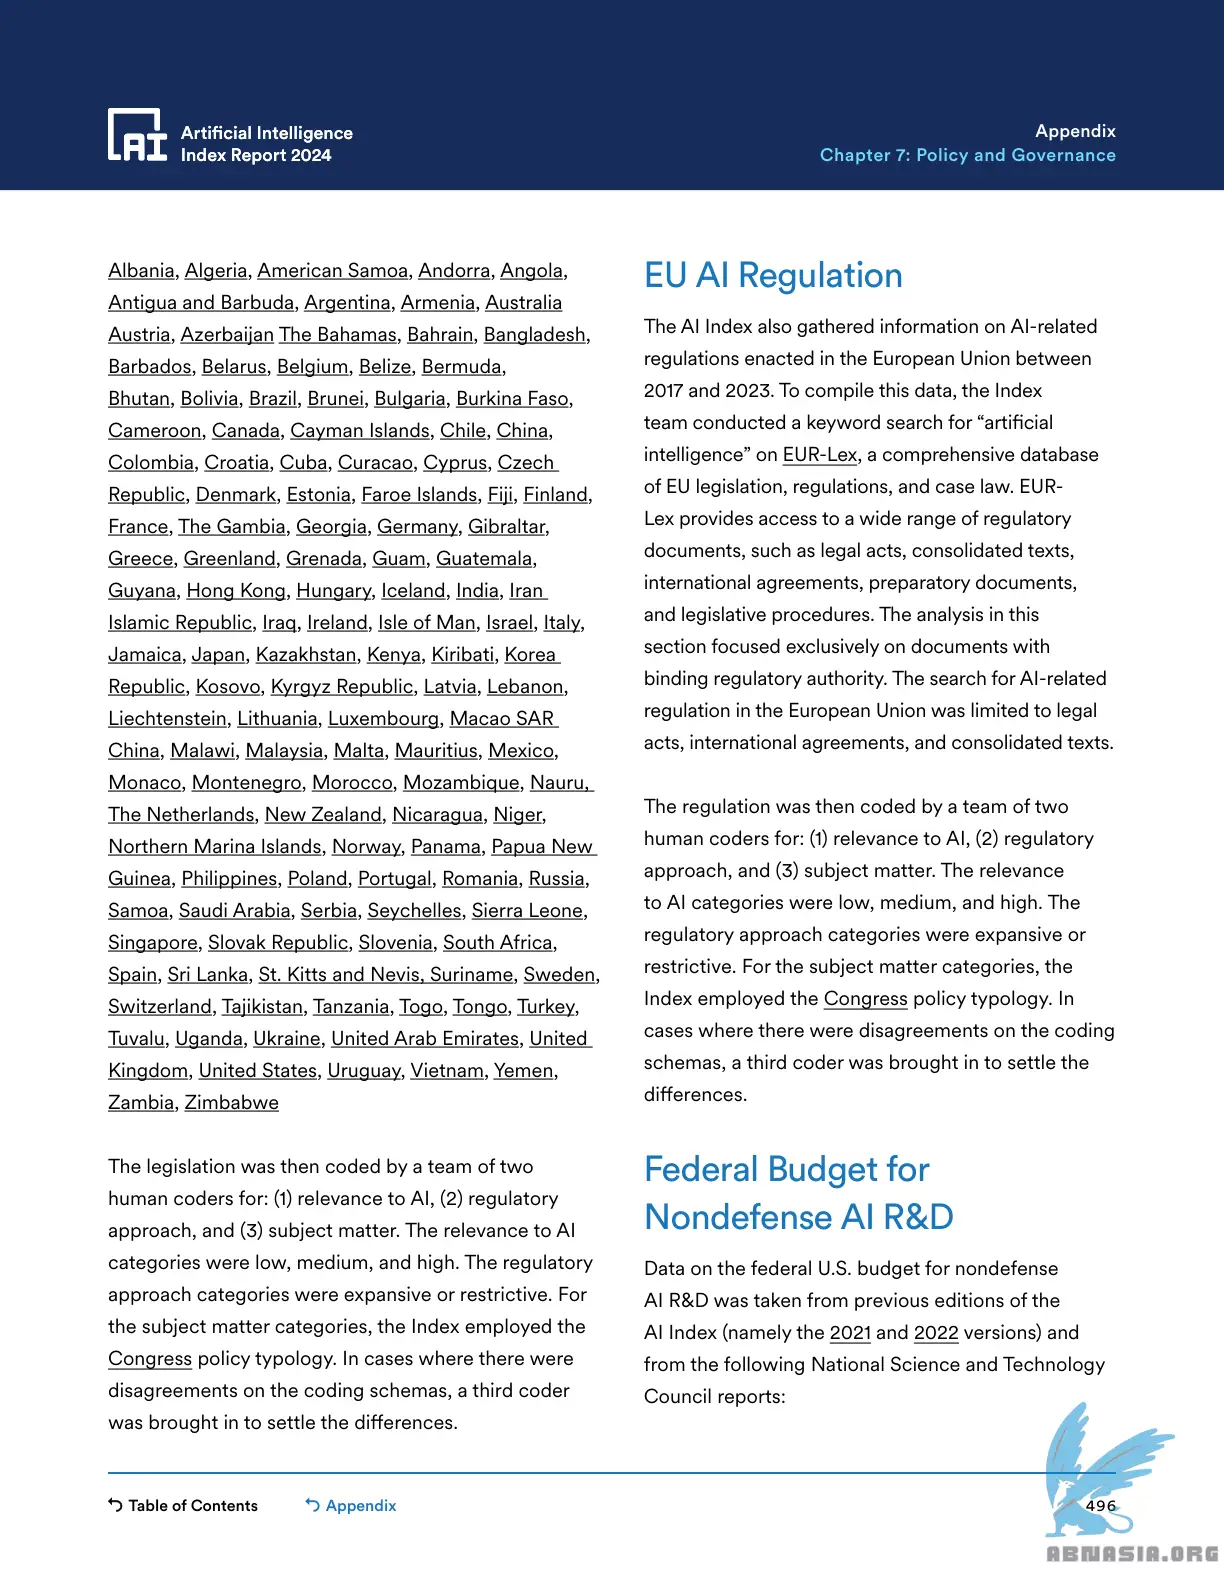 Artificial Intelligence
Index Report 2024
Appendix
Chapter 7: Policy and Governance
Albania, Algeria, American Samoa, Andorra, Angola,
Antigua and Barbuda, Argentina, Armenia, Australia
Austria, Azerbaijan The Bahamas, Bahrain, Bangladesh,
Barbados, Belarus, Belgium, Belize, Bermuda,
Bhutan, Bolivia, Brazil, Brunei, Bulgaria, Burkina Faso,
Cameroon, Canada, Cayman Islands, Chile, China,
Colombia, Croatia, Cuba, Curacao, Cyprus, Czech
Republic, Denmark, Estonia, Faroe Islands, Fiji, Finland,
France, The Gambia, Georgia, Germany, Gibraltar,
Greece, Greenland, Grenada, Guam, Guatemala,
Guyana, Hong Kong, Hungary, Iceland, India, Iran
Islamic Republic, Iraq, Ireland, Isle of Man, Israel, Italy,
Jamaica, Japan, Kazakhstan, Kenya, Kiribati, Korea
Republic, Kosovo, Kyrgyz Republic, Latvia, Lebanon,
Liechtenstein, Lithuania, Luxembourg, Macao SAR
China, Malawi, Malaysia, Malta, Mauritius, Mexico,
Monaco, Montenegro, Morocco, Mozambique, Nauru,
The Netherlands, New Zealand, Nicaragua, Niger,
Northern Marina Islands, Norway, Panama, Papua New
Guinea, Philippines, Poland, Portugal, Romania, Russia,
Samoa, Saudi Arabia, Serbia, Seychelles, Sierra Leone,
Singapore, Slovak Republic, Slovenia, South Africa,
Spain, Sri Lanka, St. Kitts and Nevis, Suriname, Sweden,
Switzerland, Tajikistan, Tanzania, Togo, Tongo, Turkey,
Tuvalu, Uganda, Ukraine, United Arab Emirates, United
Kingdom, United States, Uruguay, Vietnam, Yemen,
Zambia, Zimbabwe
The legislation was then coded by a team of two
human coders for: (1) relevance to AI, (2) regulatory
approach, and (3) subject matter. The relevance to AI
categories were low, medium, and high. The regulatory
approach categories were expansive or restrictive. For
the subject matter categories, the Index employed the
Congress policy typology. In cases where there were
disagreements on the coding schemas, a third coder
was brought in to settle the differences.
EU AI Regulation
The AI Index also gathered information on AI-related
regulations enacted in the European Union between
2017 and 2023. To compile this data, the Index
team conducted a keyword search for “artificial
intelligence” on EUR-Lex, a comprehensive database
of EU legislation, regulations, and case law. EUR-
Lex provides access to a wide range of regulatory
documents, such as legal acts, consolidated texts,
international agreements, preparatory documents,
and legislative procedures. The analysis in this
section focused exclusively on documents with
binding regulatory authority. The search for AI-related
regulation in the European Union was limited to legal
acts, international agreements, and consolidated texts.
The regulation was then coded by a team of two
human coders for: (1) relevance to AI, (2) regulatory
approach, and (3) subject matter. The relevance
to AI categories were low, medium, and high. The
regulatory approach categories were expansive or
restrictive. For the subject matter categories, the
Index employed the Congress policy typology. In
cases where there were disagreements on the coding
schemas, a third coder was brought in to settle the
differences.
Federal Budget for
Nondefense AI R&D
Data on the federal U.S. budget for nondefense
AI R&D was taken from previous editions of the
AI Index (namely the 2021 and 2022 versions) and
from the following National Science and Technology
Council reports:
Table of Contents
Appendix
496
ABNASIA.ORG